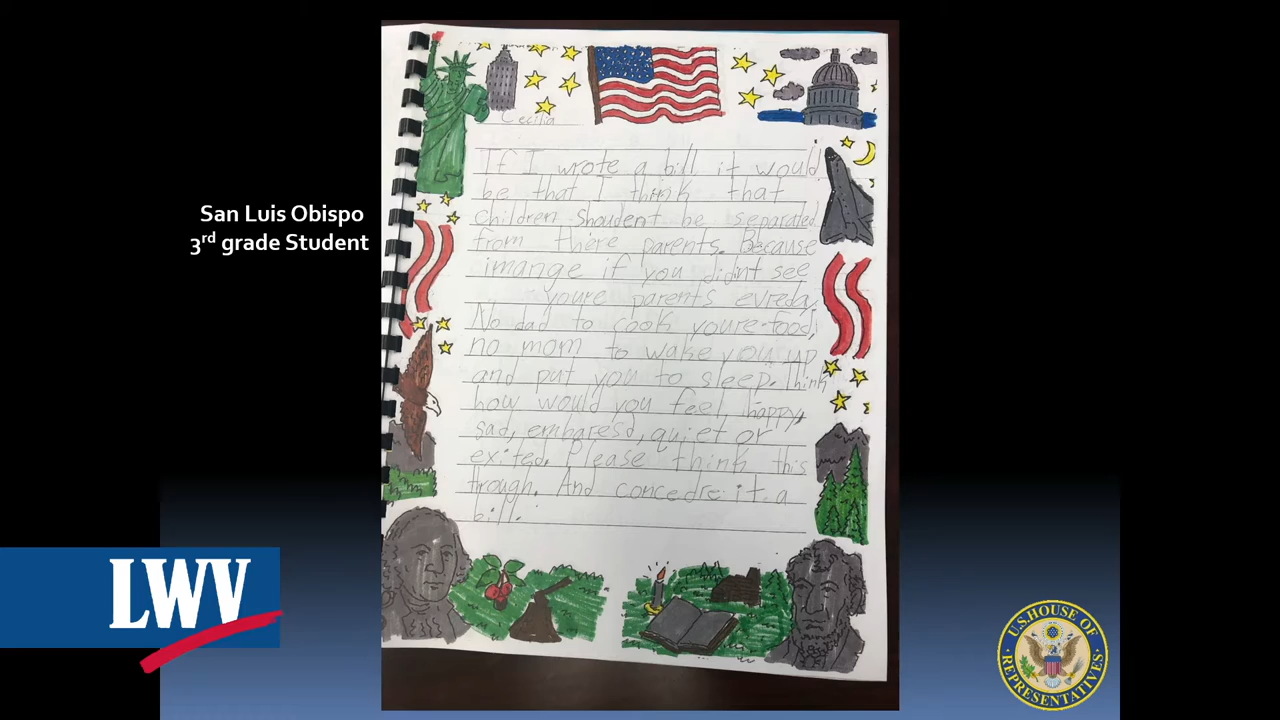 San Luis Obispo
3rd grade Student
Cecilia
If I wrote a bill it would
be that I think that
children shoudent be separated
from there parents. Because
imange if you didnt see
youre parents evreday.
No dad to cook youre food,
no mom to wake you up
and put you to sleep. Think
how would you feel, happy,
sad, embaresd, quiet or
exited. Please think this
trough. And concedre it a
bill.
LWV
U.S. HOUSE OF
REPRESENTATIVES